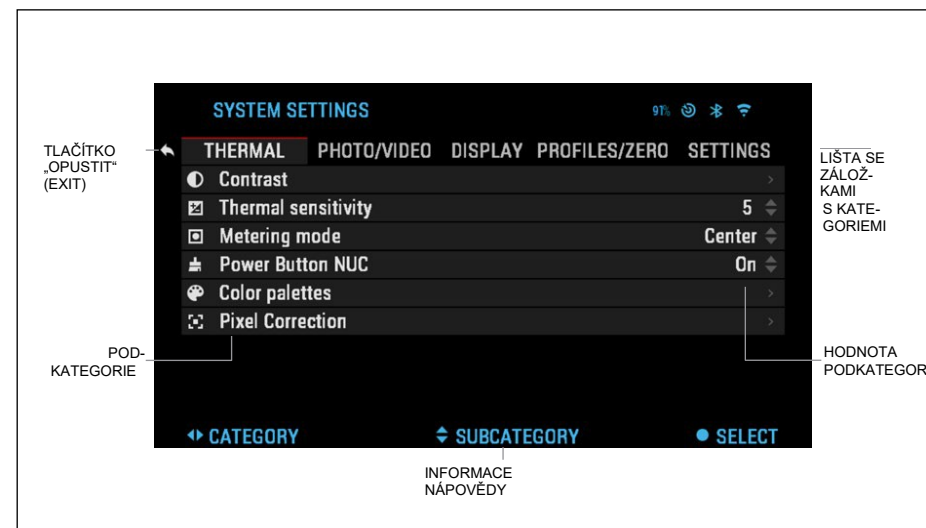 SYSTEM SETTINGS 91%
TLAČÍTKO
„OPUSTIT“
(EXIT)
THERMAL PHOTO/VIDEO DISPLAY PROFILES/ZERO SETTINGS
LIŠTA SE
ZÁLOŽ-
KAMI
S KATE-
GORIEMI
Contrast
Thermal sensitivity 5
Metering mode Center
Power Button NUC On
Color palettes
Pixel Correction
POD-
KATEGORIE
HODNOTA
PODKATEGOR
CATEGORY SUBCATEGORY SELECT
INFORMACE
NÁPOVĚDY